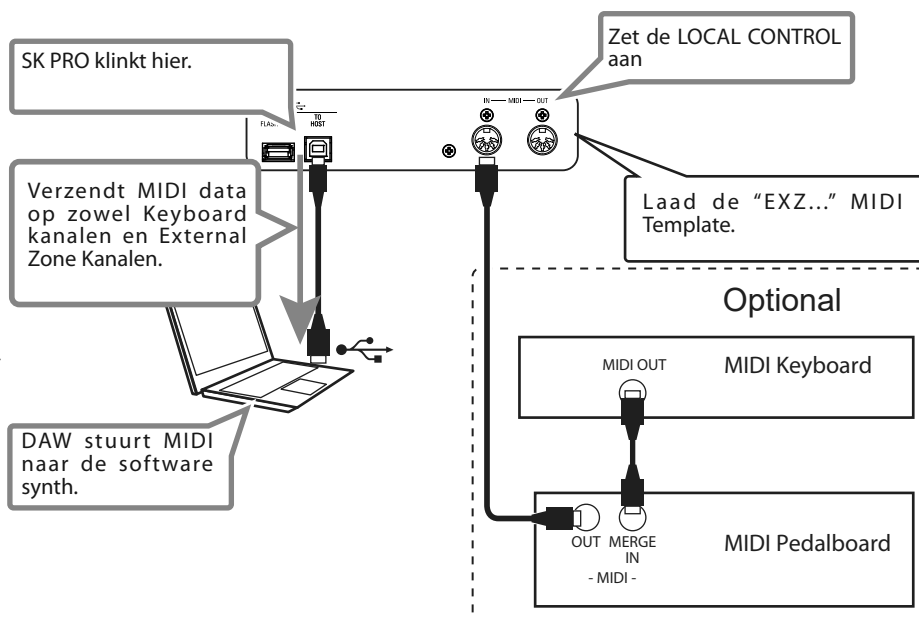 SK PRO klinkt hier.
Zet de LOCAL CONTROL
aan
IN — MIDI — OUT
TO
HOST
Verzendt MIDI data
op zowel Keyboard
kanalen en External
Zone Kanalen.
Laad de “EXZ...” MIDI
Template.
Optional
MIDI OUT
MIDI Keyboard
DAW stuurt MIDI
naar de software
synth.
OUT MERGE
IN
- MIDI -
MIDI Pedalboard